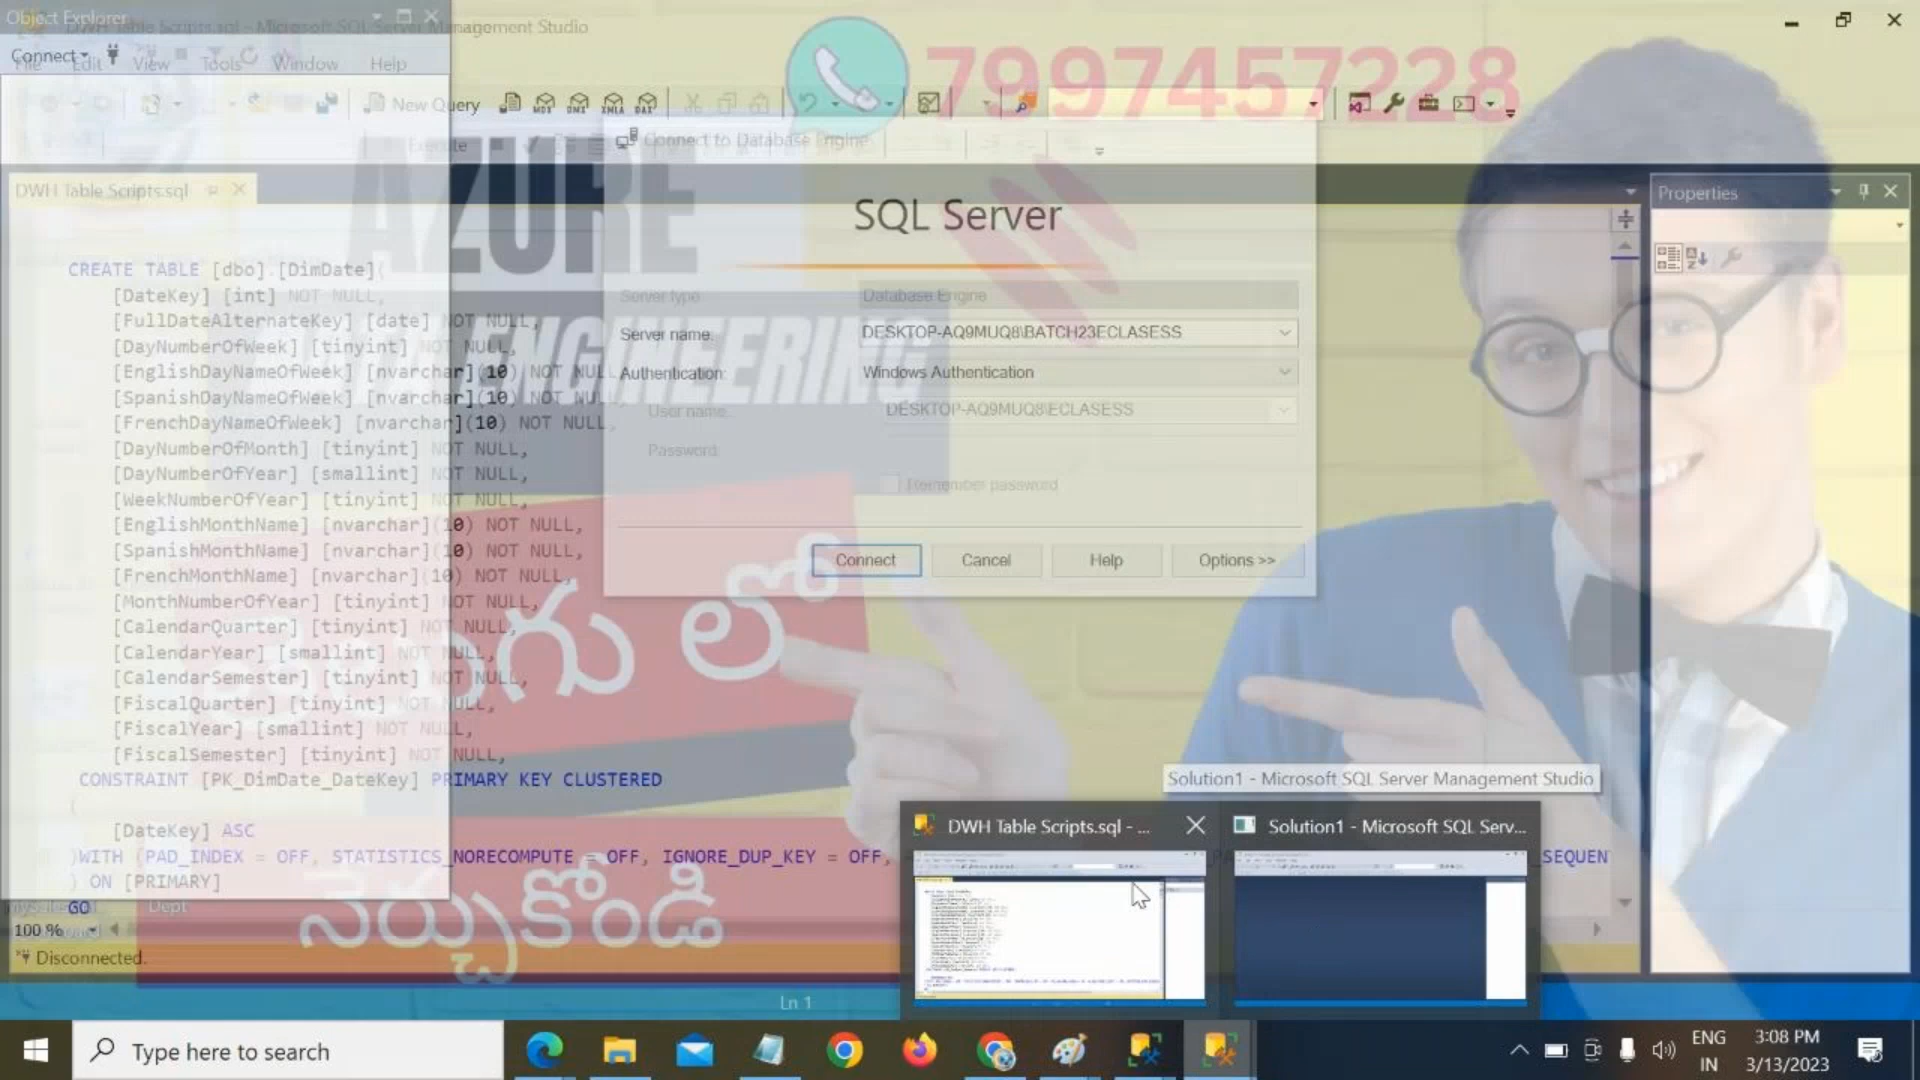 Object Explorer
DWH Table Scripts.sql - Microsoft SQL Server Management Studio
Connect
File Edit View Tools Window Help
7997457228
New Query
Execute
Connect to Database Engine
DWH Table Scripts.sql
Properties
AZURE
DATA ENGINEERING
SQL Server
Server type:
Database Engine
Server name:
DESKTOP-AQ9MUQ8\BATCH23ECLASESS
Authentication:
Windows Authentication
User name:
DESKTOP-AQ9MUQ8\ECLASESS
Password:
Remember password
Connect
Cancel
Help
Options >>
CREATE TABLE [dbo].[DimDate](
[DateKey] [int] NOT NULL,
[FullDateAlternateKey] [date] NOT NULL,
[DayNumberOfWeek] [tinyint] NOT NULL,
[EnglishDayNameOfWeek] [nvarchar](10) NOT NULL
[SpanishDayNameOfWeek] [nvarchar](10) NOT NULL,
[FrenchDayNameOfWeek] [nvarchar](10) NOT NULL,
[DayNumberOfMonth] [tinyint] NOT NULL,
[DayNumberOfYear] [smallint] NOT NULL,
[WeekNumberOfYear] [tinyint] NOT NULL,
[EnglishMonthName] [nvarchar](10) NOT NULL,
[SpanishMonthName] [nvarchar](10) NOT NULL,
[FrenchMonthName] [nvarchar](10) NOT NULL,
[MonthNumberOfYear] [tinyint] NOT NULL,
[CalendarQuarter] [tinyint] NOT NULL,
[CalendarYear] [smallint] NOT NULL,
[CalendarSemester] [tinyint] NOT NULL,
[FiscalQuarter] [tinyint] NOT NULL,
[FiscalYear] [smallint] NOT NULL,
[FiscalSemester] [tinyint] NOT NULL,
CONSTRAINT [PK_DimDate_DateKey] PRIMARY KEY CLUSTERED
(
[DateKey] ASC
)WITH (PAD_INDEX = OFF, STATISTICS_NORECOMPUTE = OFF, IGNORE_DUP_KEY = OFF,
SEQUEN
) ON [PRIMARY]
GO
Dept
తెలుగు లో
నేర్చుకోండి
100 %
Disconnected.
Ln 1
Solution1 - Microsoft SQL Server Management Studio
DWH Table Scripts.sql - ...
Solution1 - Microsoft SQL Serv...
Type here to search
ENG
IN
3:08 PM
3/13/2023